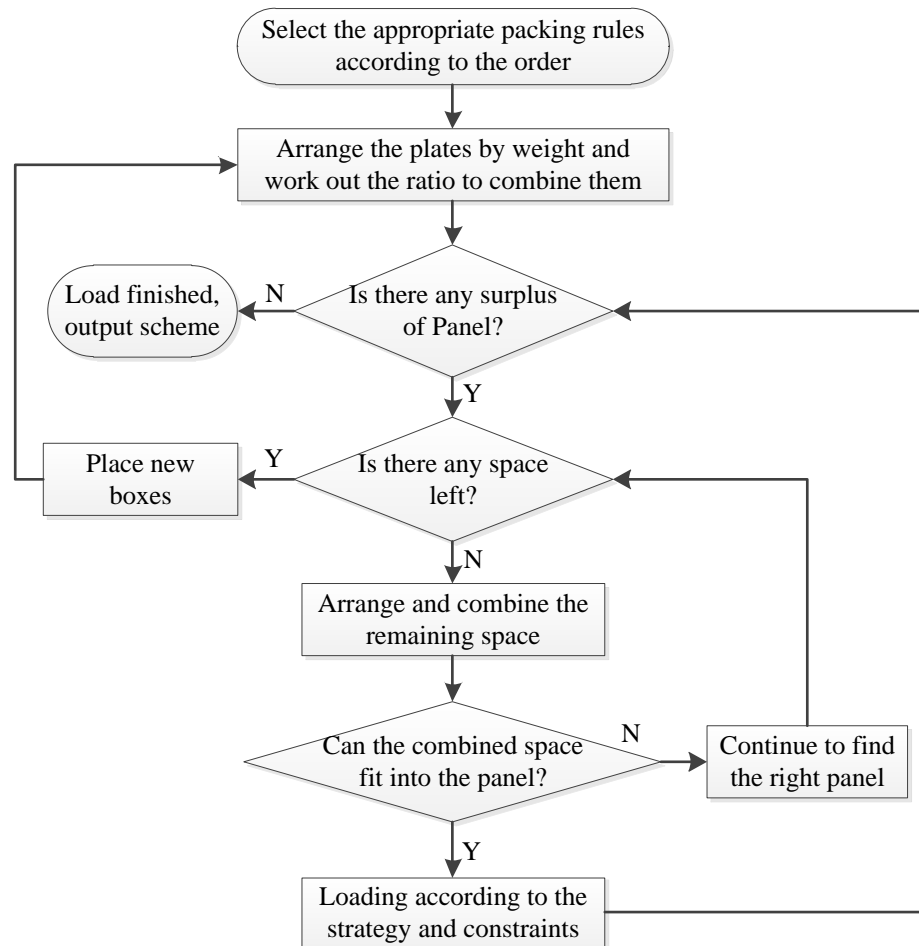 Select the appropriate packing rules
according to the order
Arrange the plates by weight and
work out the ratio to combine them
Is there any surplus
of Panel?
N
Load finished,
output scheme
Y
Is there any space
left?
Y
Place new
boxes
N
Arrange and combine the
remaining space
Can the combined space
fit into the panel?
N
Continue to find
the right panel
Y
Loading according to the
strategy and constraints